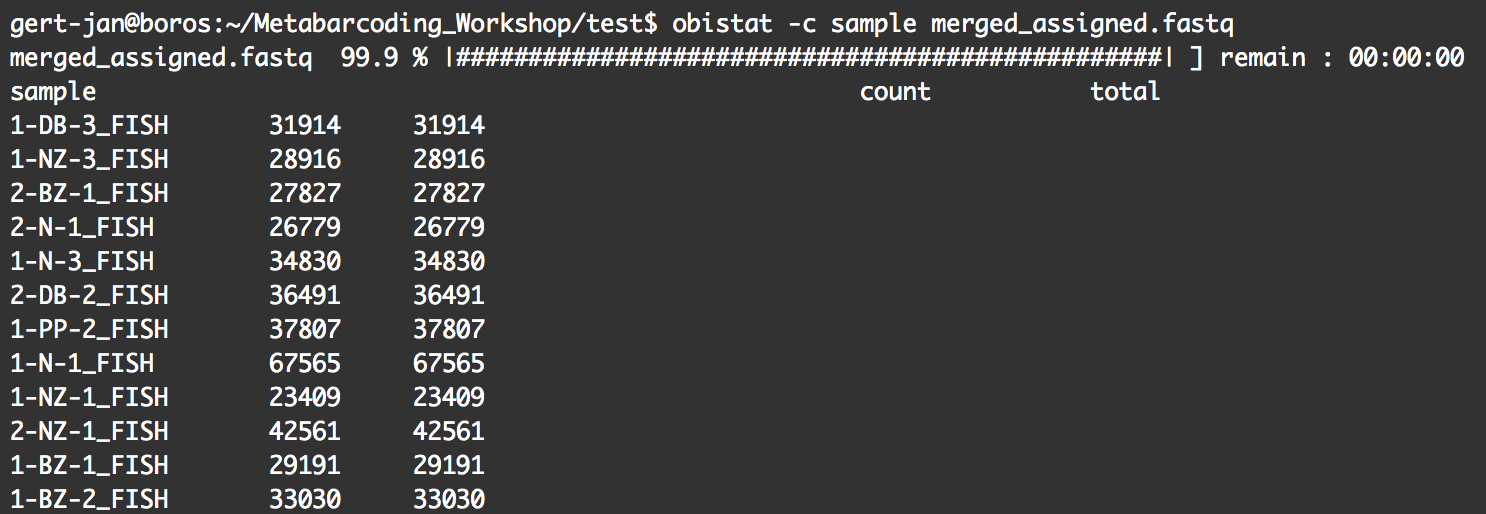 gert-jan@boros:~/Metabarcoding_Workshop/test$ obistat -c sample merged_assigned.fastq
merged_assigned.fastq  99.9 % |#################################################| ] remain : 00:00:00
sample count total
1-DB-3_FISH 31914 31914
1-NZ-3_FISH 28916 28916
2-BZ-1_FISH 27827 27827
2-N-1_FISH 26779 26779
1-N-3_FISH 34830 34830
2-DB-2_FISH 36491 36491
1-PP-2_FISH 37807 37807
1-N-1_FISH 67565 67565
1-NZ-1_FISH 23409 23409
2-NZ-1_FISH 42561 42561
1-BZ-1_FISH 29191 29191
1-BZ-2_FISH 33030 33030